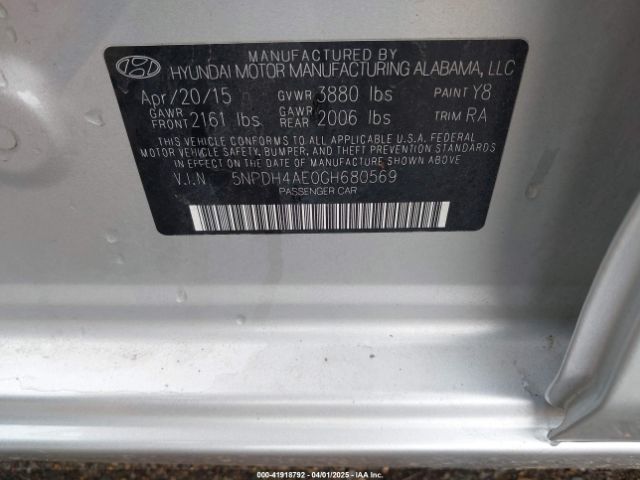 MANUFACTURED BY
HYUNDAI MOTOR MANUFACTURING ALABAMA, LLC
Apr/20/15 GVWR 3880 lbs PAINT Y8
GAWR FRONT 2161 lbs GAWR REAR 2006 lbs TRIM RA
THIS VEHICLE CONFORMS TO ALL APPLICABLE U.S.A. FEDERAL
MOTOR VEHICLE SAFETY, BUMPER, AND THEFT PREVENTION STANDARDS
IN EFFECT ON THE DATE OF MANUFACTURE SHOWN ABOVE.
V.I.N 5NPDH4AE0GH680569
PASSENGER CAR
000-41918792 04/01/2025 COPYRIGHT IAA, LLC.